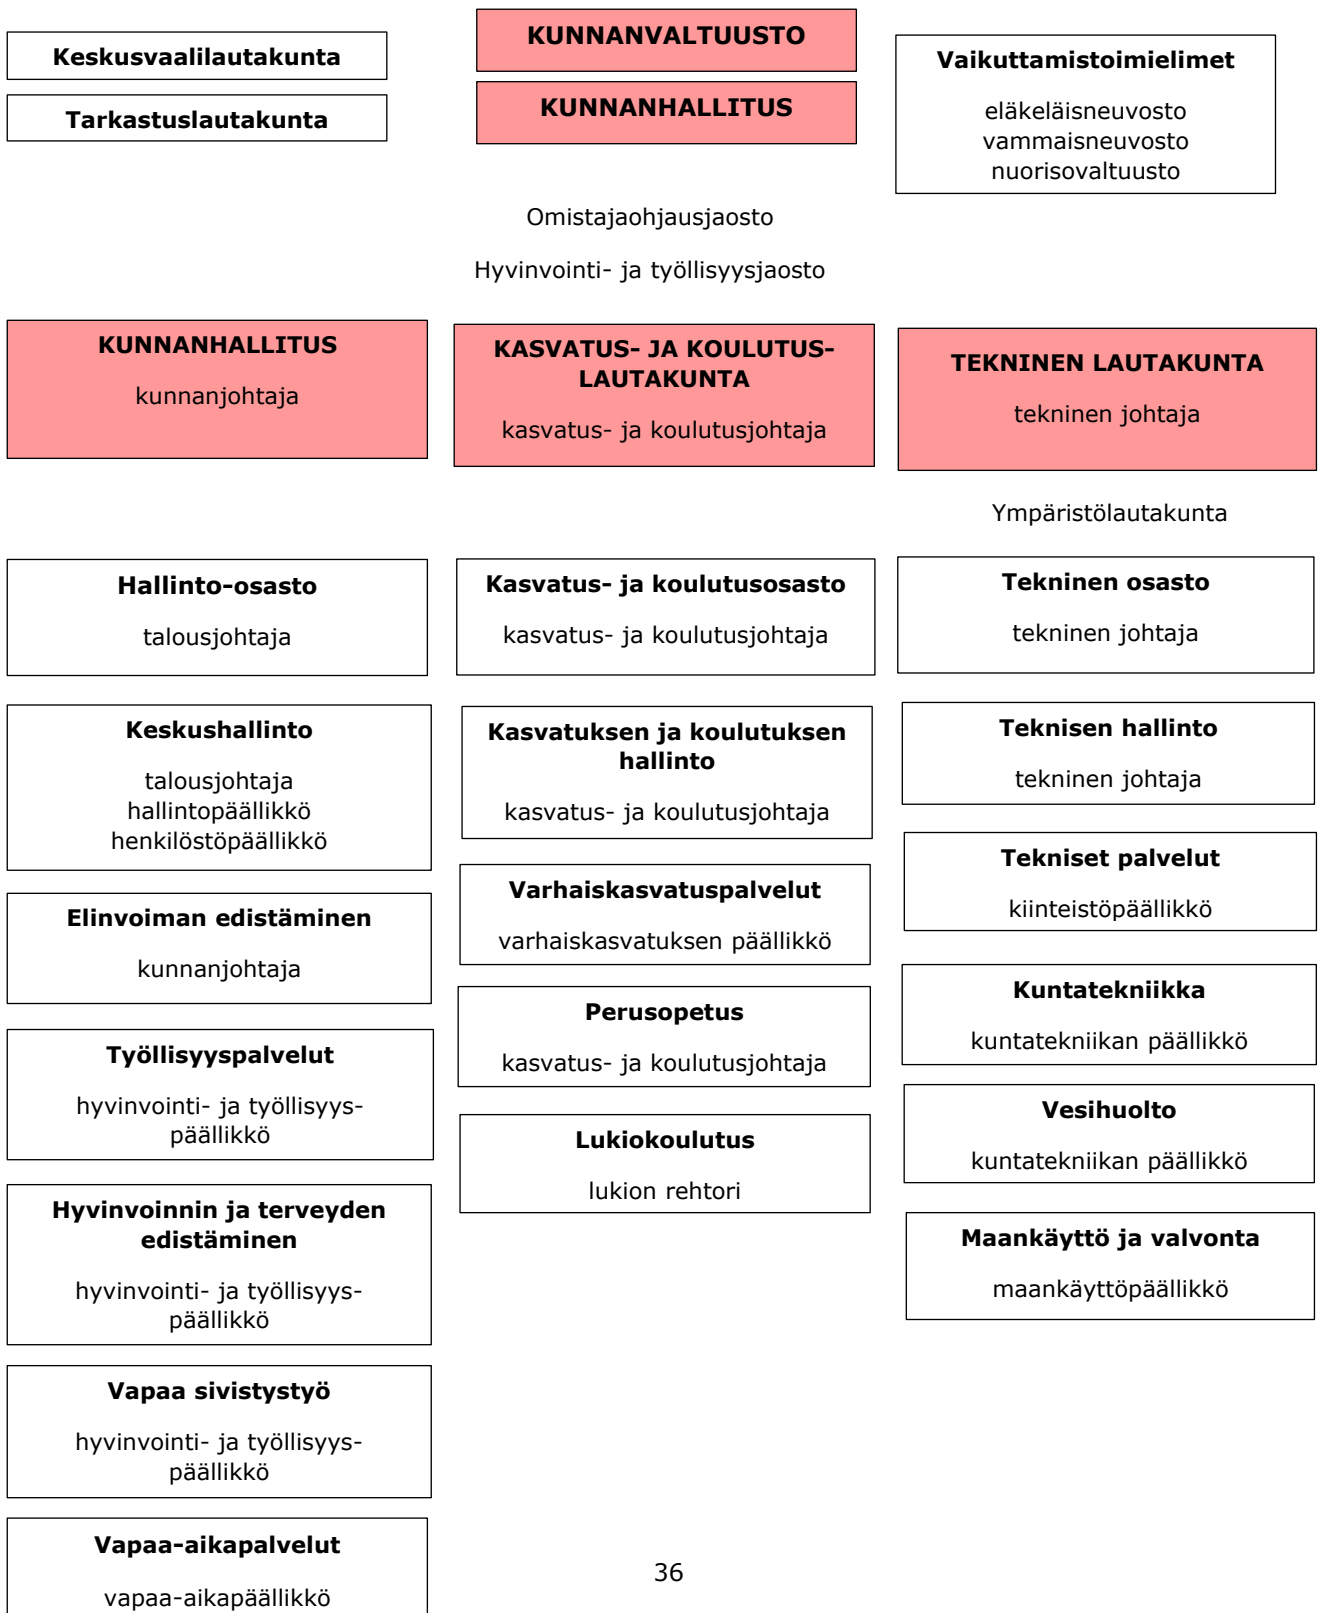 Keskusvaalilautakunta
Tarkastuslautakunta
KUNNANVALTUUSTO
KUNNANHALLITUS
Vaikuttamistoimielimet
eläkeläisneuvosto
vammaisneuvosto
nuorisovaltuusto
Omistajaohjausjaosto
Hyvinvointi- ja työllisyysjaosto
KUNNANHALLITUS
kunnanjohtaja
KASVATUS- JA KOULUTUS-
LAUTAKUNTA
kasvatus- ja koulutusjohtaja
TEKNINEN LAUTAKUNTA
tekninen johtaja
Ympäristölautakunta
Hallinto-osasto
talousjohtaja
Keskushallinto
talousjohtaja
hallintopäällikkö
henkilöstöpäällikkö
Elinvoiman edistäminen
kunnanjohtaja
Työllisyyspalvelut
hyvinvointi- ja työllisyys-
päällikkö
Hyvinvoinnin ja terveyden
edistäminen
hyvinvointi- ja työllisyys-
päällikkö
Vapaa sivistystyö
hyvinvointi- ja työllisyys-
päällikkö
Vapaa-aikapalvelut
vapaa-aikapäällikkö
Kasvatus- ja koulutusosasto
kasvatus- ja koulutusjohtaja
Kasvatuksen ja koulutuksen
hallinto
kasvatus- ja koulutusjohtaja
Varhaiskasvatuspalvelut
varhaiskasvatuksen päällikkö
Perusopetus
kasvatus- ja koulutusjohtaja
Lukiokoulutus
lukion rehtori
Tekninen osasto
tekninen johtaja
Teknisen hallinto
tekninen johtaja
Tekniset palvelut
kiinteistöpäällikkö
Kuntatekniikka
kuntatekniikan päällikkö
Vesihuolto
kuntatekniikan päällikkö
Maankäyttö ja valvonta
maankäyttöpäällikkö
36